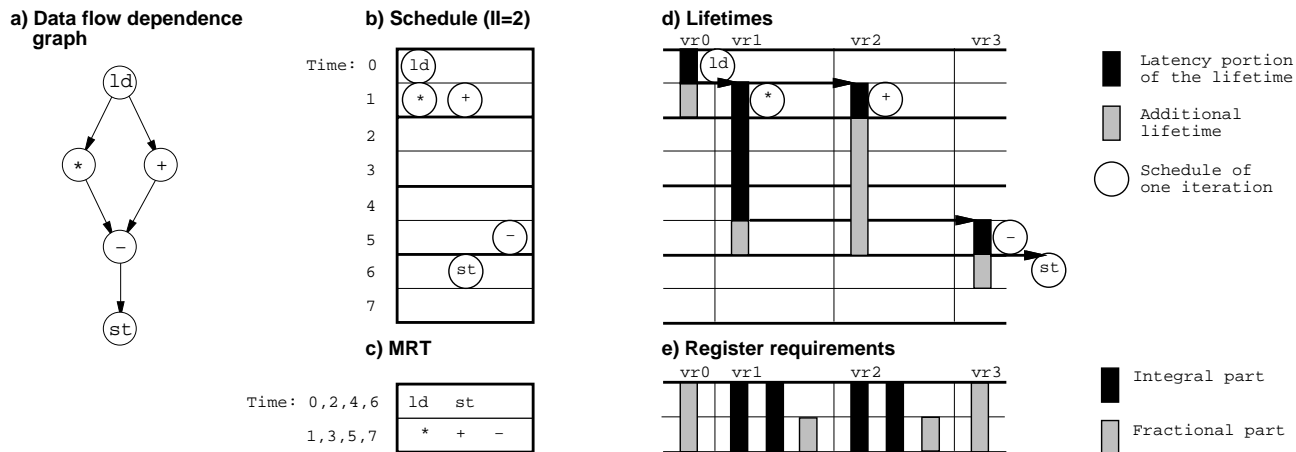 a) Data flow dependence
graph
ld
*
+
−
st
b) Schedule (II=2)
Time: 0
1
2
3
4
5
6
7
ld
*
+
−
st
c) MRT
Time: 0,2,4,6
ld st
1,3,5,7
* + −
d) Lifetimes
vr0 vr1 vr2 vr3
ld
*
+
−
st
Latency portion
of the lifetime
Additional
lifetime
Schedule of
one iteration
e) Register requirements
vr0 vr1 vr2 vr3
Integral part
Fractional part